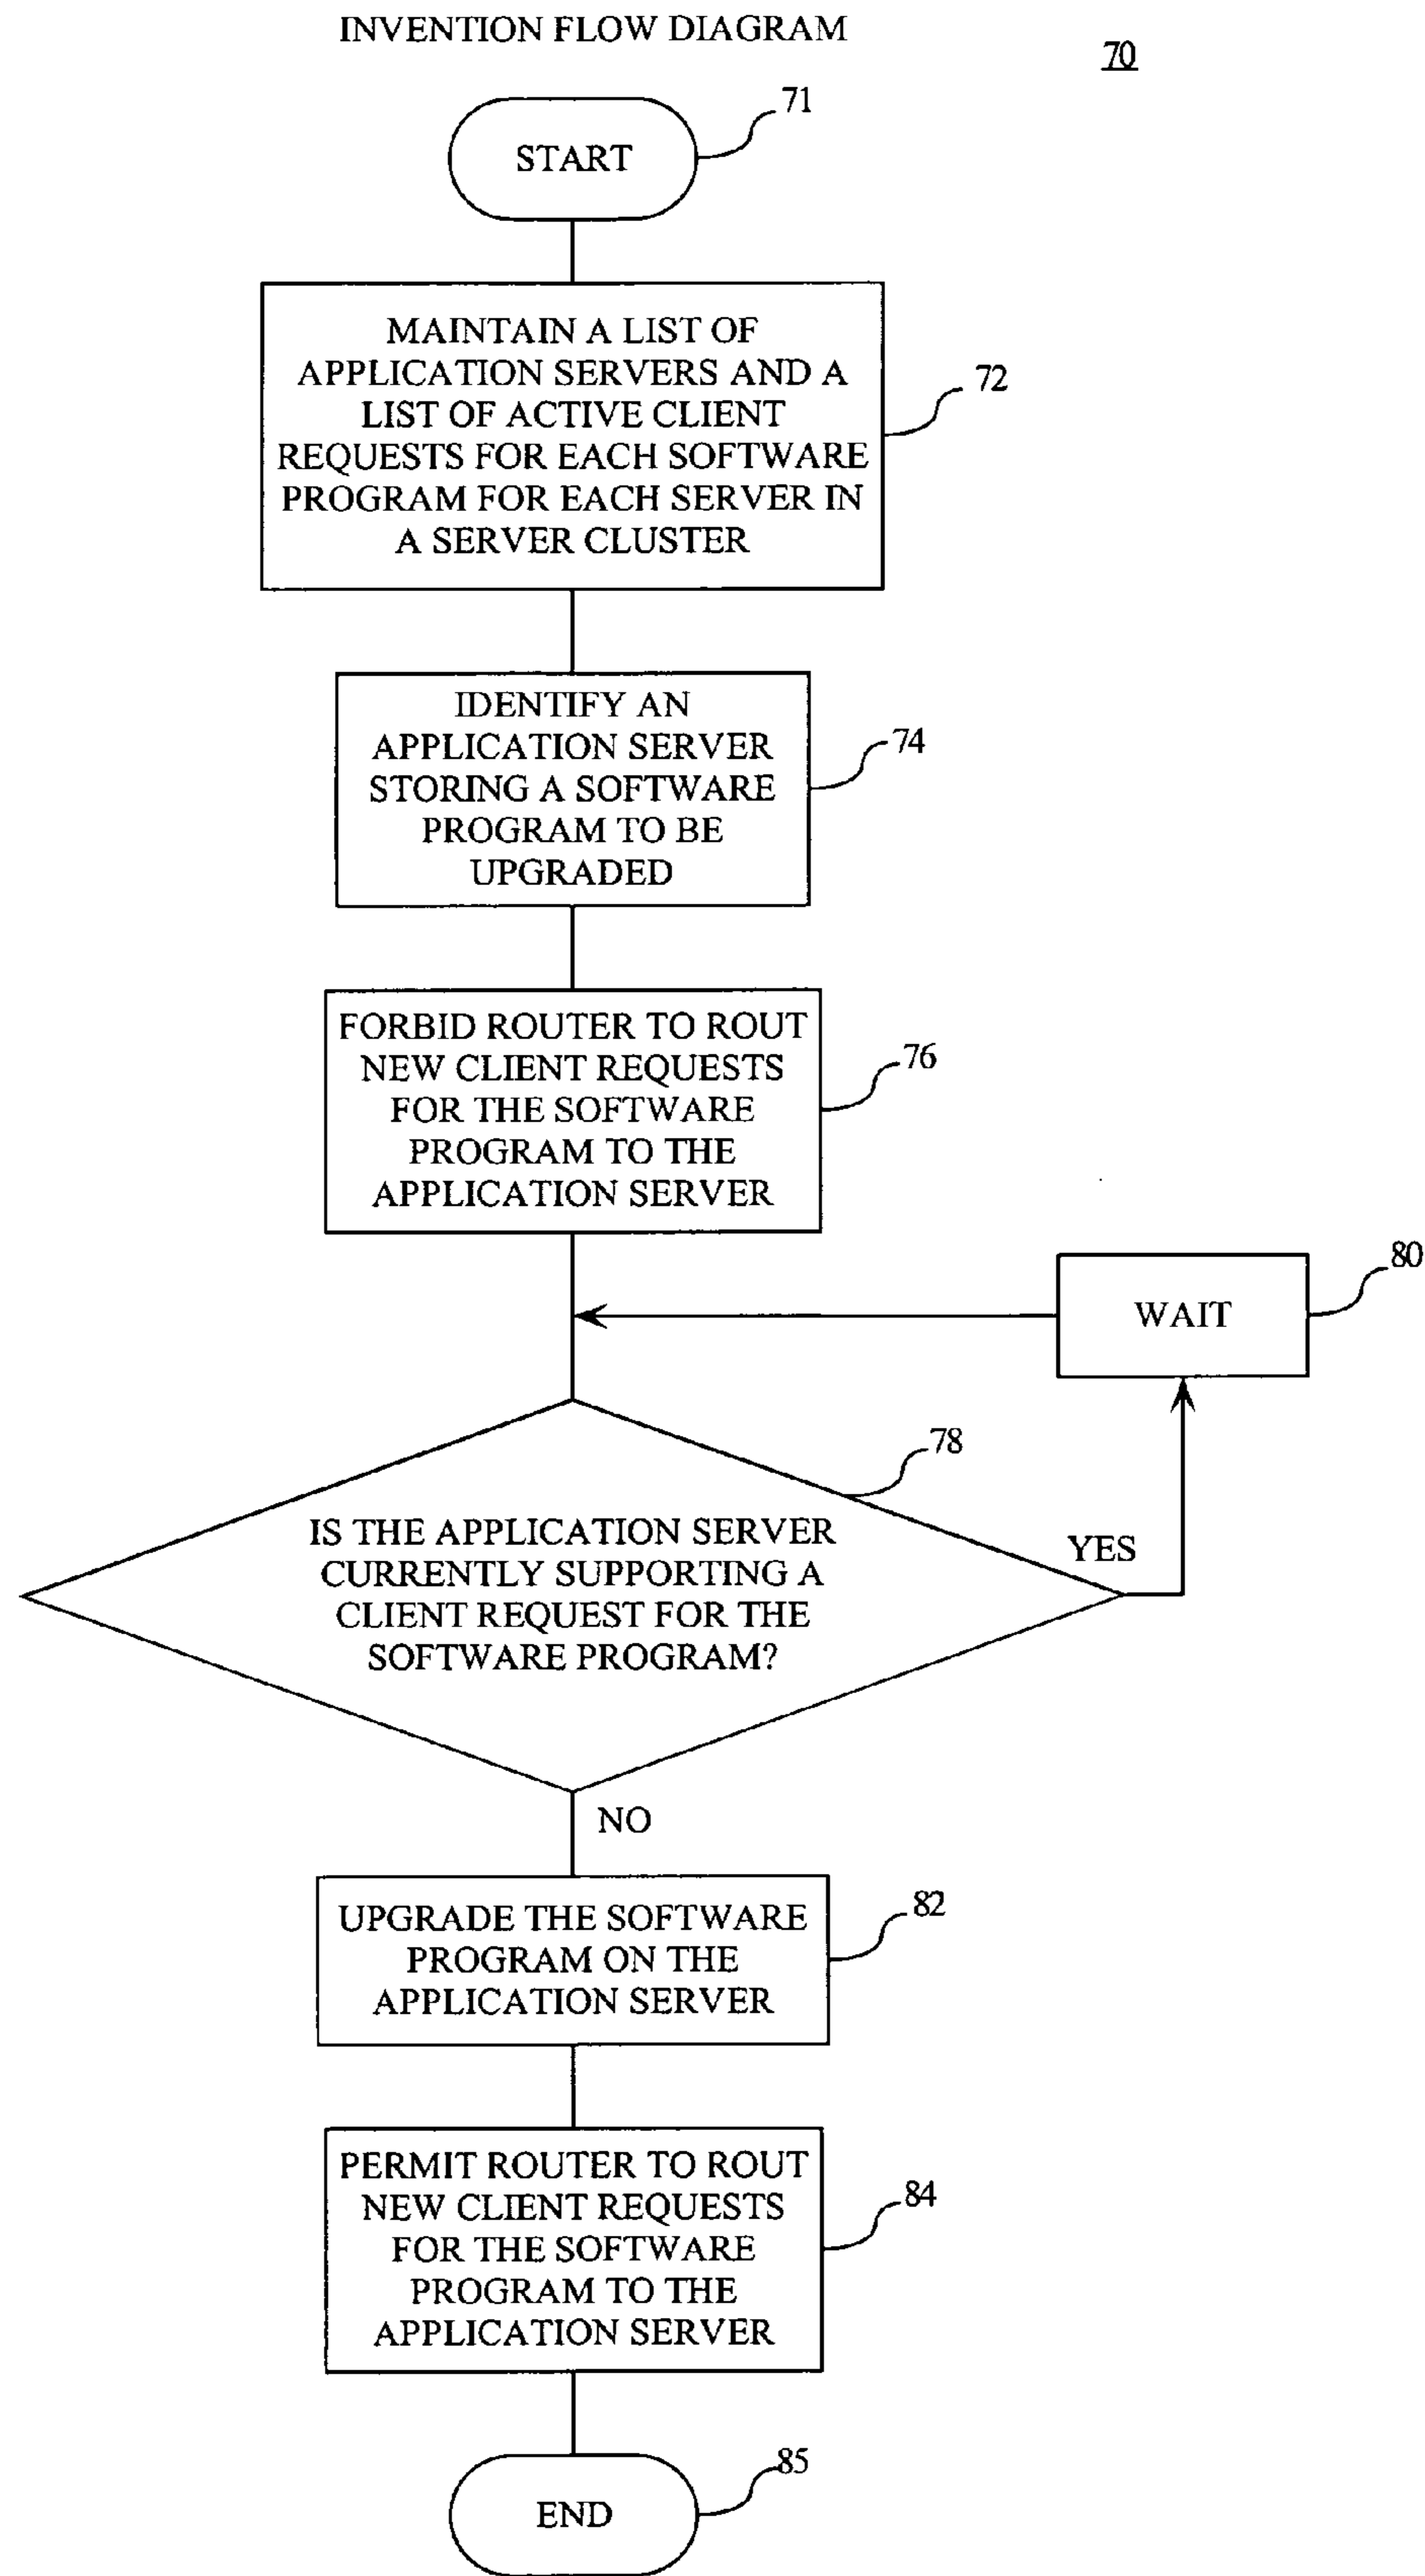 INVENTION FLOW DIAGRAM
70
71
START
MAINTAIN A LIST OF
APPLICATION SERVERS AND A
LIST OF ACTIVE CLIENT
REQUESTS FOR EACH SOFTWARE
PROGRAM FOR EACH SERVER IN
A SERVER CLUSTER
72
IDENTIFY AN
APPLICATION SERVER
STORING A SOFTWARE
PROGRAM TO BE
UPGRADED
74
FORBID ROUTER TO ROUT
NEW CLIENT REQUESTS
FOR THE SOFTWARE
PROGRAM TO THE
APPLICATION SERVER
76
80
WAIT
78
IS THE APPLICATION SERVER
CURRENTLY SUPPORTING A
CLIENT REQUEST FOR THE
SOFTWARE PROGRAM?
YES
NO
UPGRADE THE SOFTWARE
PROGRAM ON THE
APPLICATION SERVER
82
PERMIT ROUTER TO ROUT
NEW CLIENT REQUESTS
FOR THE SOFTWARE
PROGRAM TO THE
APPLICATION SERVER
84
85
END